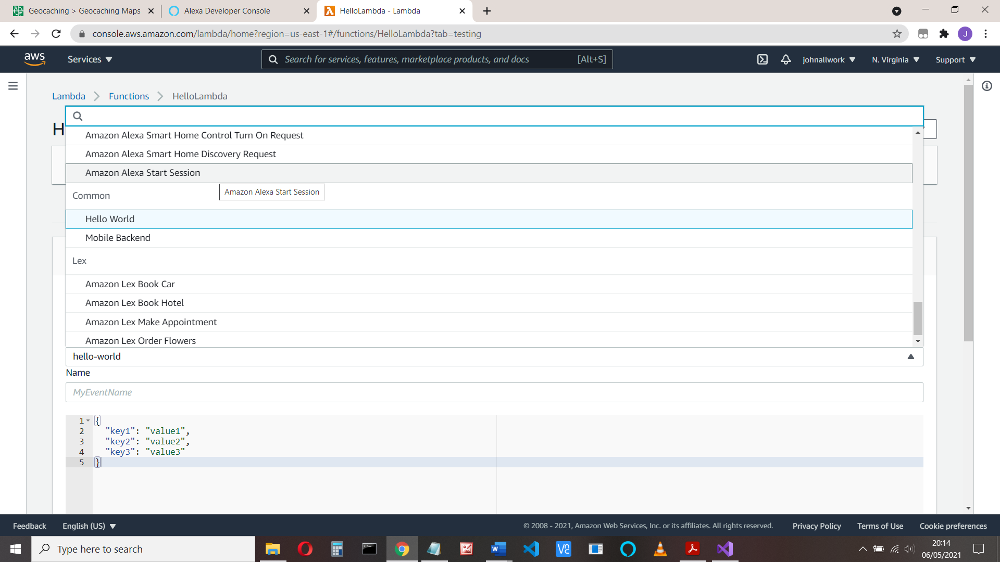 Geocaching > Geocaching Maps
Alexa Developer Console
HelloLambda - Lambda
console.aws.amazon.com/lambda/home?region=us-east-1#/functions/HelloLambda?tab=testing
J
aws
Services
Search for services, features, marketplace products, and docs
[Alt+S]
johnallwork
N. Virginia
Support
Lambda
Functions
HelloLambda
H
Amazon Alexa Smart Home Control Turn On Request
Amazon Alexa Smart Home Discovery Request
Amazon Alexa Start Session
Amazon Alexa Start Session
Common
Hello World
Mobile Backend
Lex
Amazon Lex Book Car
Amazon Lex Book Hotel
Amazon Lex Make Appointment
Amazon Lex Order Flowers
hello-world
Name
MyEventName
1 {
2 "key1": "value1",
3 "key2": "value2",
4 "key3": "value3"
5 }
Feedback
English (US)
© 2008 - 2021, Amazon Web Services, Inc. or its affiliates. All rights reserved.
Privacy Policy
Terms of Use
Cookie preferences
Type here to search
20:14
06/05/2021